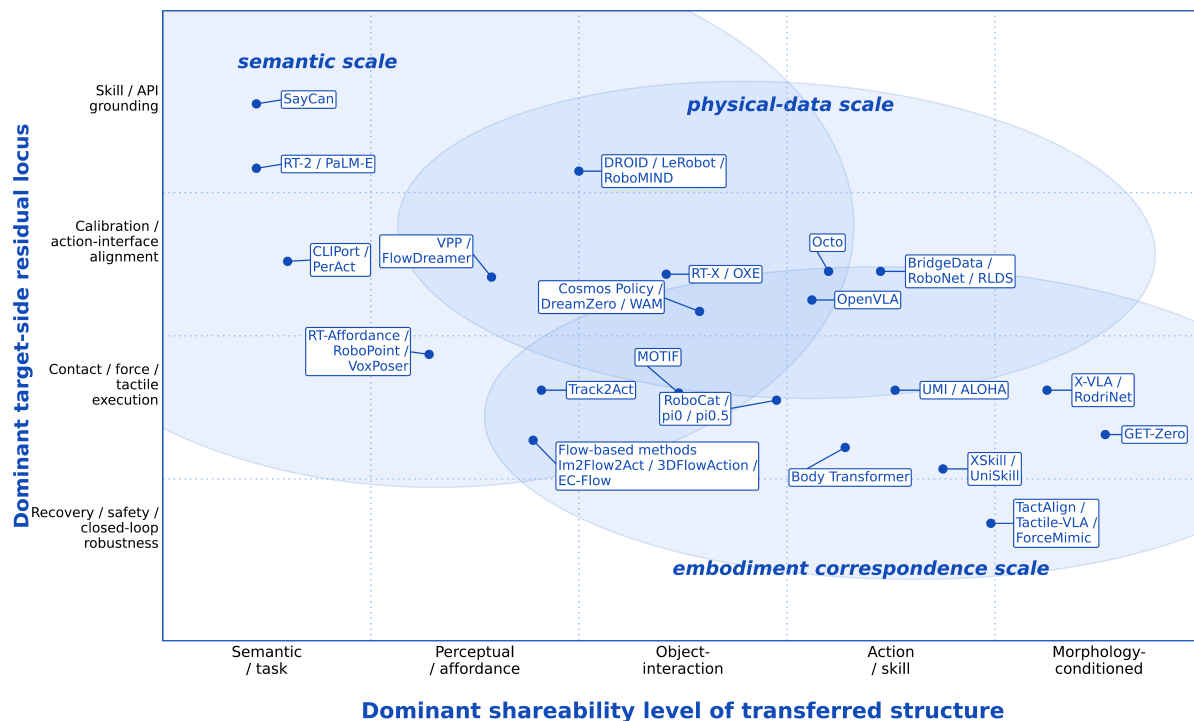 semantic scale
physical-data scale
embodiment correspondence scale
Dominant target-side residual locus
Skill / API
grounding
Calibration /
action-interface
alignment
Contact / force /
tactile
execution
Recovery / safety /
closed-loop
robustness
SayCan
RT-2 / PaLM-E
DROID / LeRobot /
RoboMIND
CLIPort /
PerAct
VPP /
FlowDreamer
Octo
BridgeData /
RoboNet / RLDS
RT-X / OXE
Cosmos Policy /
DreamZero / WAM
OpenVLA
RT-Affordance /
RoboPoint /
VoxPoser
MOTIF
Track2Act
RoboCat /
pi0 / pi0.5
UMI / ALOHA
X-VLA /
RodriNet
GET-Zero
Flow-based methods
Im2Flow2Act / 3DFlowAction /
EC-Flow
Body Transformer
XSkill /
UniSkill
TactAlign /
Tactile-VLA /
ForceMimic
Semantic
/ task
Perceptual
/ affordance
Object-
interaction
Action
/ skill
Morphology-
conditioned
Dominant shareability level of transferred structure